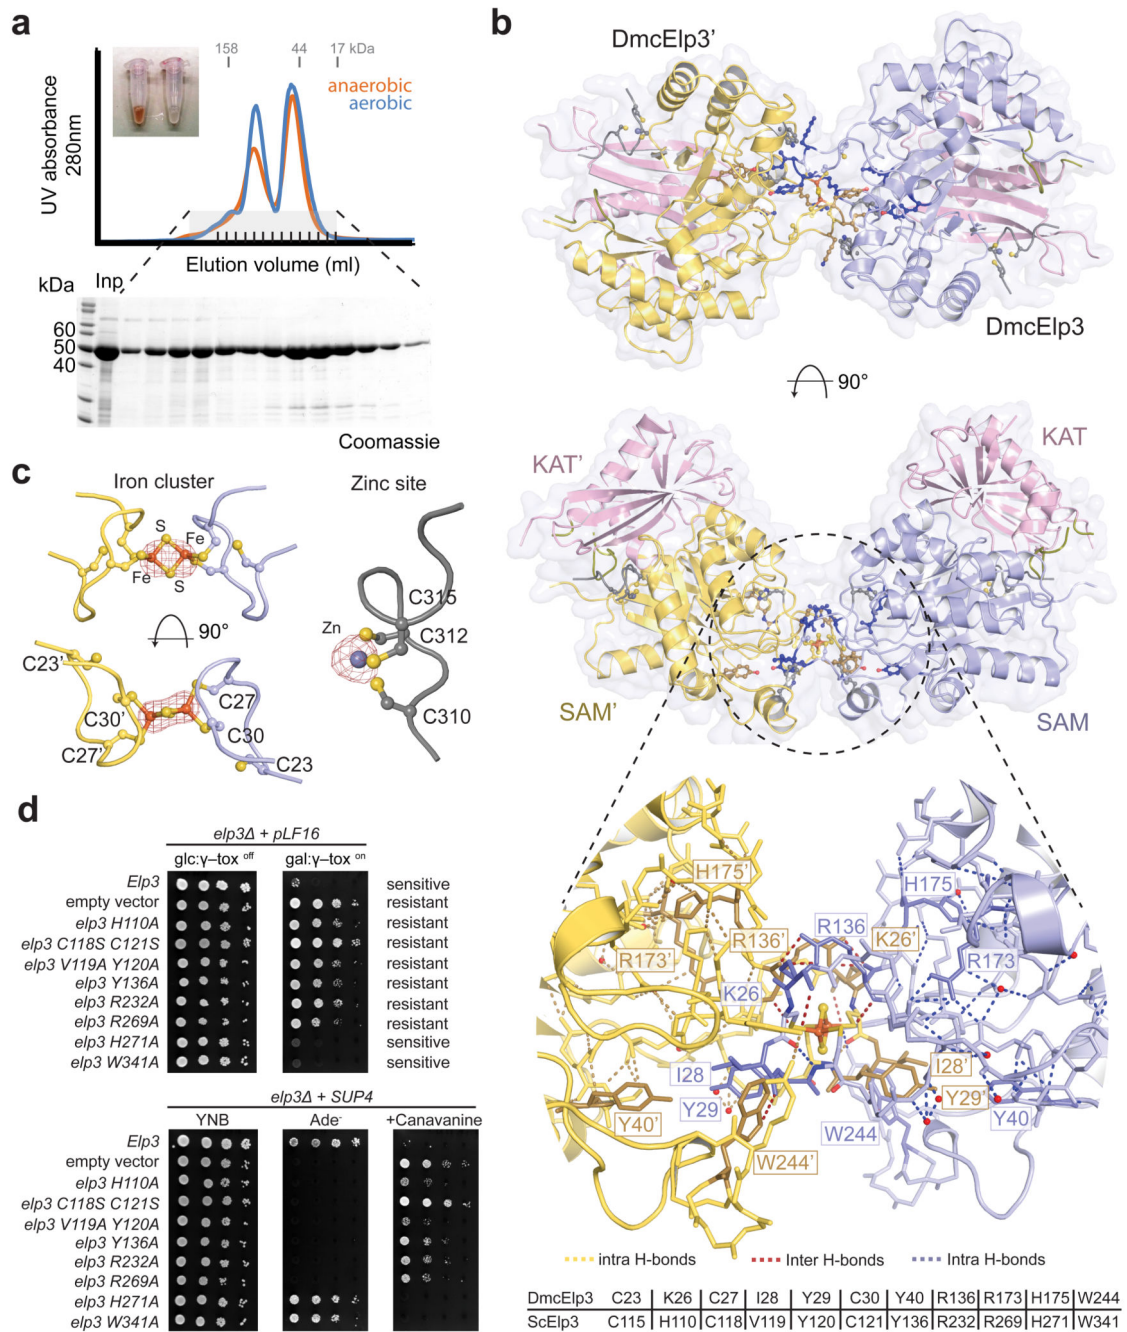 a
158 44 17 kDa
anaerobic
aerobic
UV absorbance
280nm
Elution volume (ml)
kDa
Inp
60
50
40
Coomassie
b
DmcElp3’
DmcElp3
90°
KAT’
KAT
SAM’
SAM
H175’
H175
R136’
R136
K26’
R173’
R173
K26
I28
I28’
Y29
Y29’
Y40’
Y40
W244
W244’
intra H-bonds
Inter H-bonds
Intra H-bonds
DmcElp3 C23 K26 C27 I28 Y29 C30 Y40 R136 R173 H175 W244
ScElp3 C115 H110 C118 V119 Y120 C121 Y136 R232 R269 H271 W341
c
Iron cluster
S
Fe
Fe
S
90°
C23’
C30’
C27’
C27
C30
C23
Zinc site
C315
Zn
C312
C310
d
elp3Δ + pLF16
glc:γ–tox off gal:γ–tox on
Elp3 sensitive
empty vector resistant
elp3 H110A resistant
elp3 C118S C121S resistant
elp3 V119A Y120A resistant
elp3 Y136A resistant
elp3 R232A resistant
elp3 R269A resistant
elp3 H271A sensitive
elp3 W341A sensitive
elp3Δ + SUP4
YNB Ade- +Canavanine
Elp3
empty vector
elp3 H110A
elp3 C118S C121S
elp3 V119A Y120A
elp3 Y136A
elp3 R232A
elp3 R269A
elp3 H271A
elp3 W341A